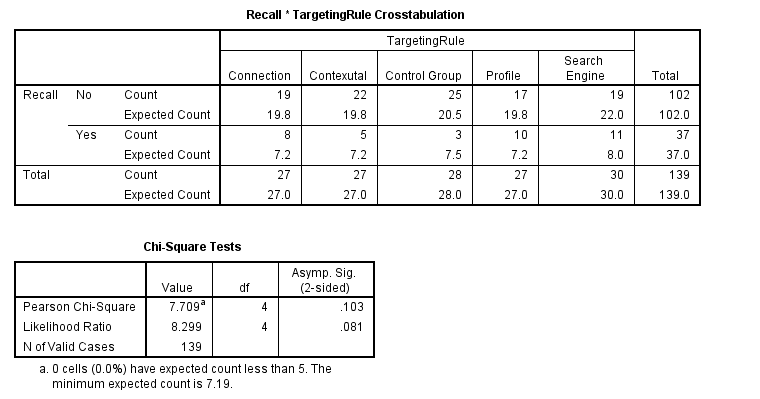 Recall * TargetingRule Crosstabulation
TargetingRule
Connection Contexutal Control Group Profile Search Engine Total
Recall No Count 19 22 25 17 19 102
Expected Count 19.8 19.8 20.5 19.8 22.0 102.0
Yes Count 8 5 3 10 11 37
Expected Count 7.2 7.2 7.5 7.2 8.0 37.0
Total Count 27 27 28 27 30 139
Expected Count 27.0 27.0 28.0 27.0 30.0 139.0
Chi-Square Tests
Value df Asymp. Sig. (2-sided)
Pearson Chi-Square 7.709a 4 .103
Likelihood Ratio 8.299 4 .081
N of Valid Cases 139
a. 0 cells (0.0%) have expected count less than 5. The
minimum expected count is 7.19.